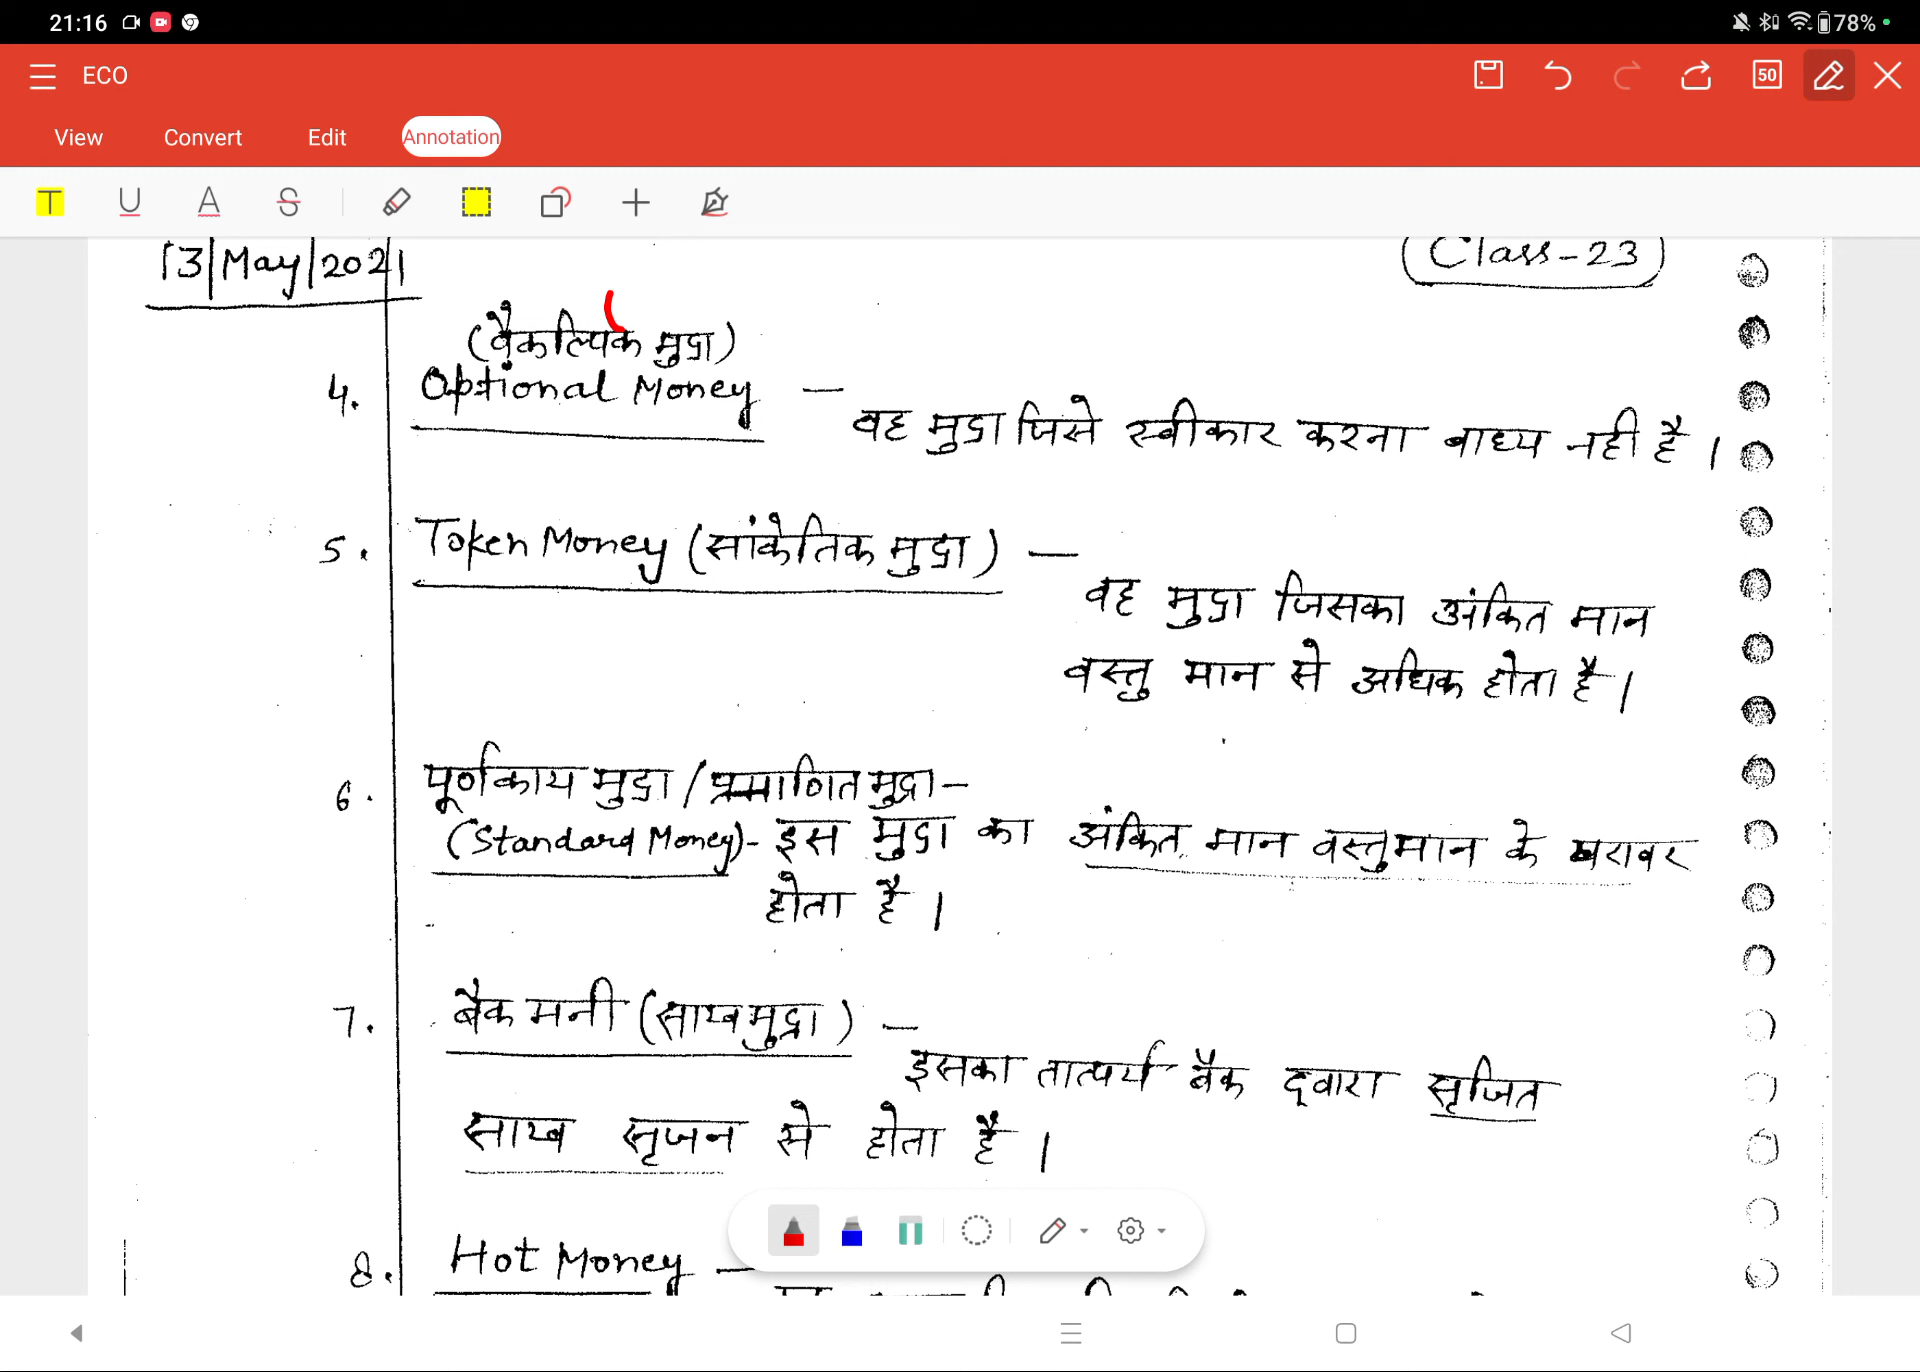 21:16
78%
ECO
50
View Convert Edit Annotation
T U A S
13|May|2021
Class-23
(वैकल्पिक मुद्रा)
4. Optional Money —
वह मुद्रा जिसे स्वीकार करना बाध्य नही है।
5. Token Money (सांकेतिक मुद्रा) —
वह मुद्रा जिसका अंकित मान
वस्तु मान से अधिक होता है।
6. पूर्णकाय मुद्रा / प्रमाणित मुद्रा-
(Standard Money)- इस मुद्रा का अंकित मान वस्तुमान के बराबर
होता है।
7. बैक मनी (साख मुद्रा) —
इसका तात्पर्य बैक द्वारा सृजित
साख सृजन से होता है।
8. Hot Money —